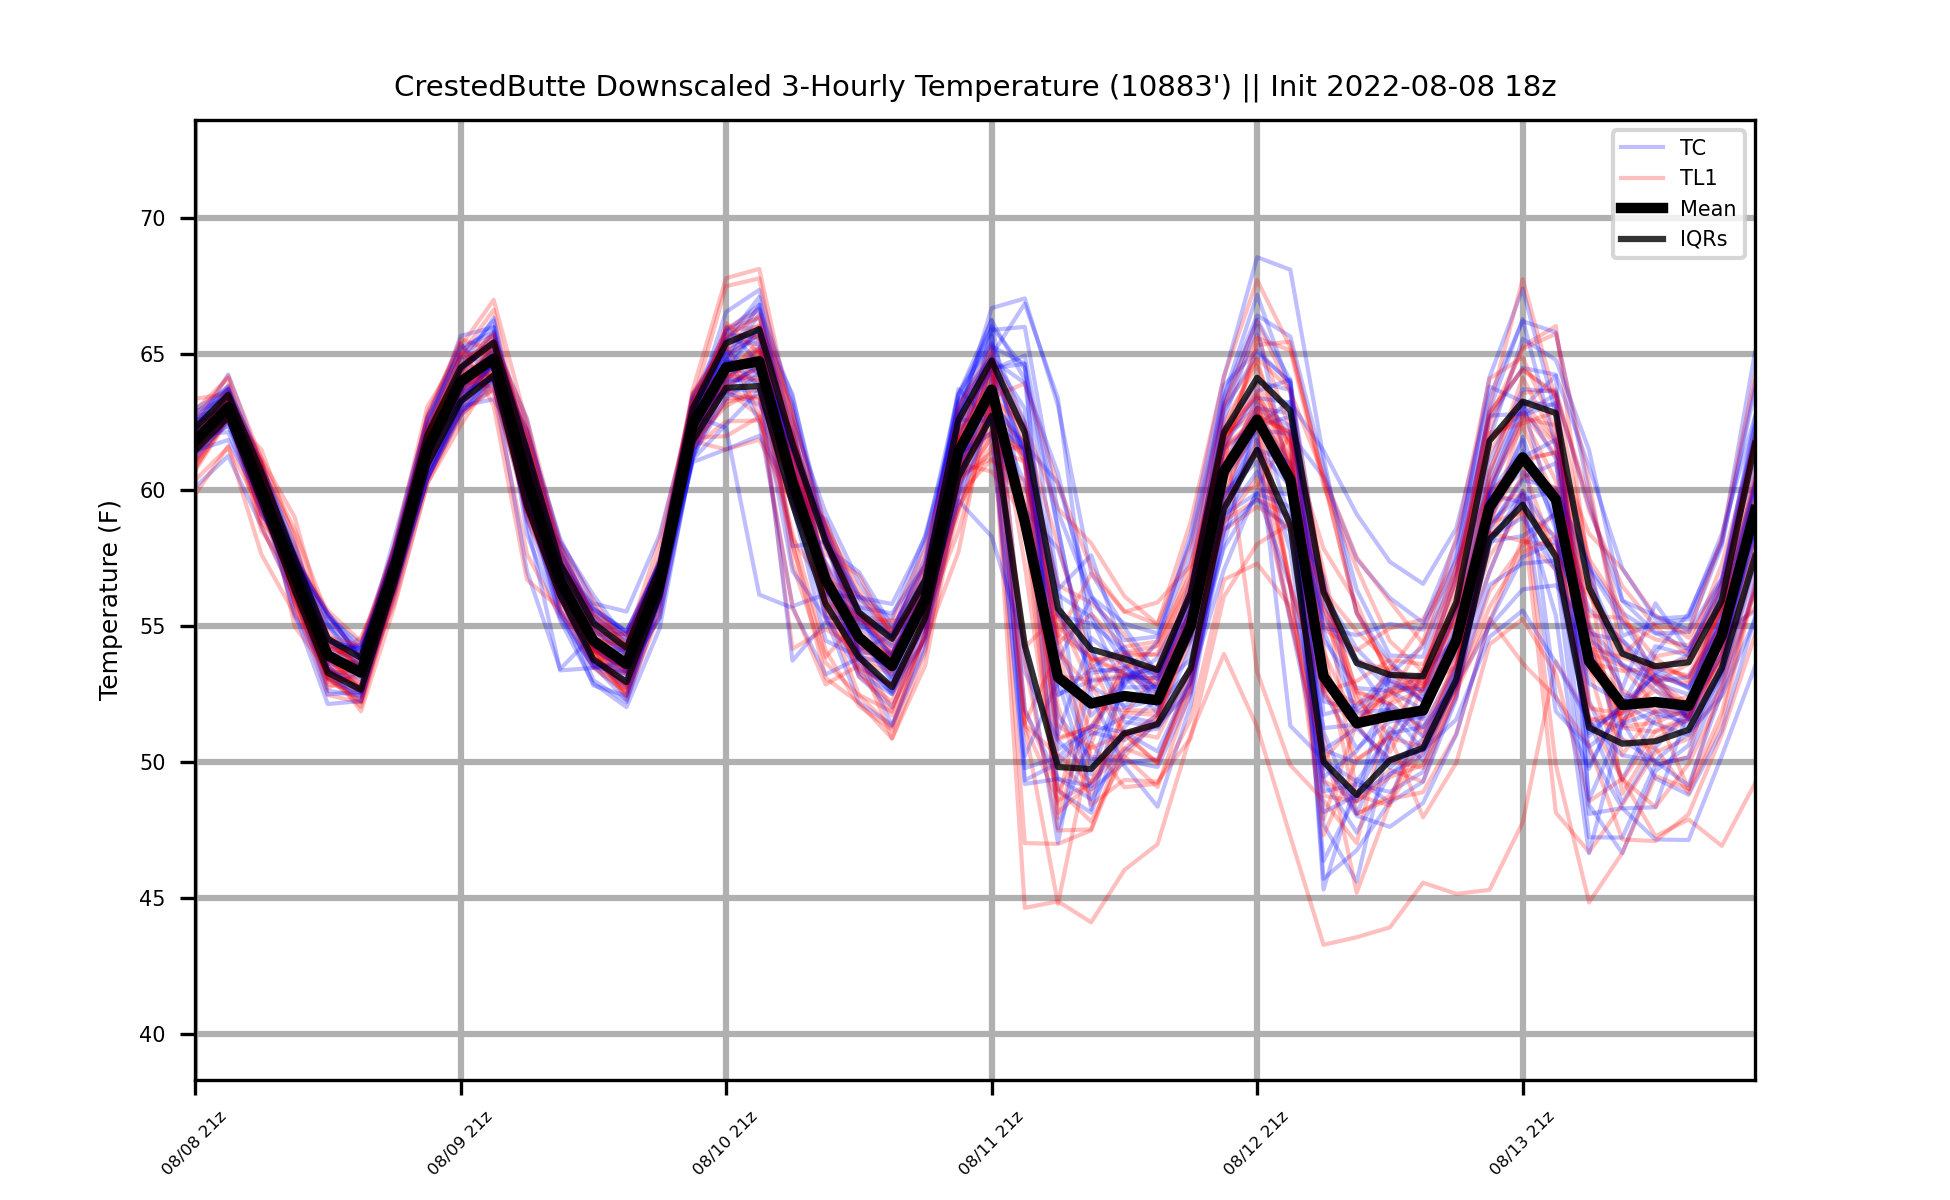 CrestedButte Downscaled 3-Hourly Temperature (10883') || Init 2022-08-08 18z
TC
TL1
Mean
IQRs
Temperature (F)
70
65
60
55
50
45
40
08/08 21z
08/09 21z
08/10 21z
08/11 21z
08/12 21z
08/13 21z